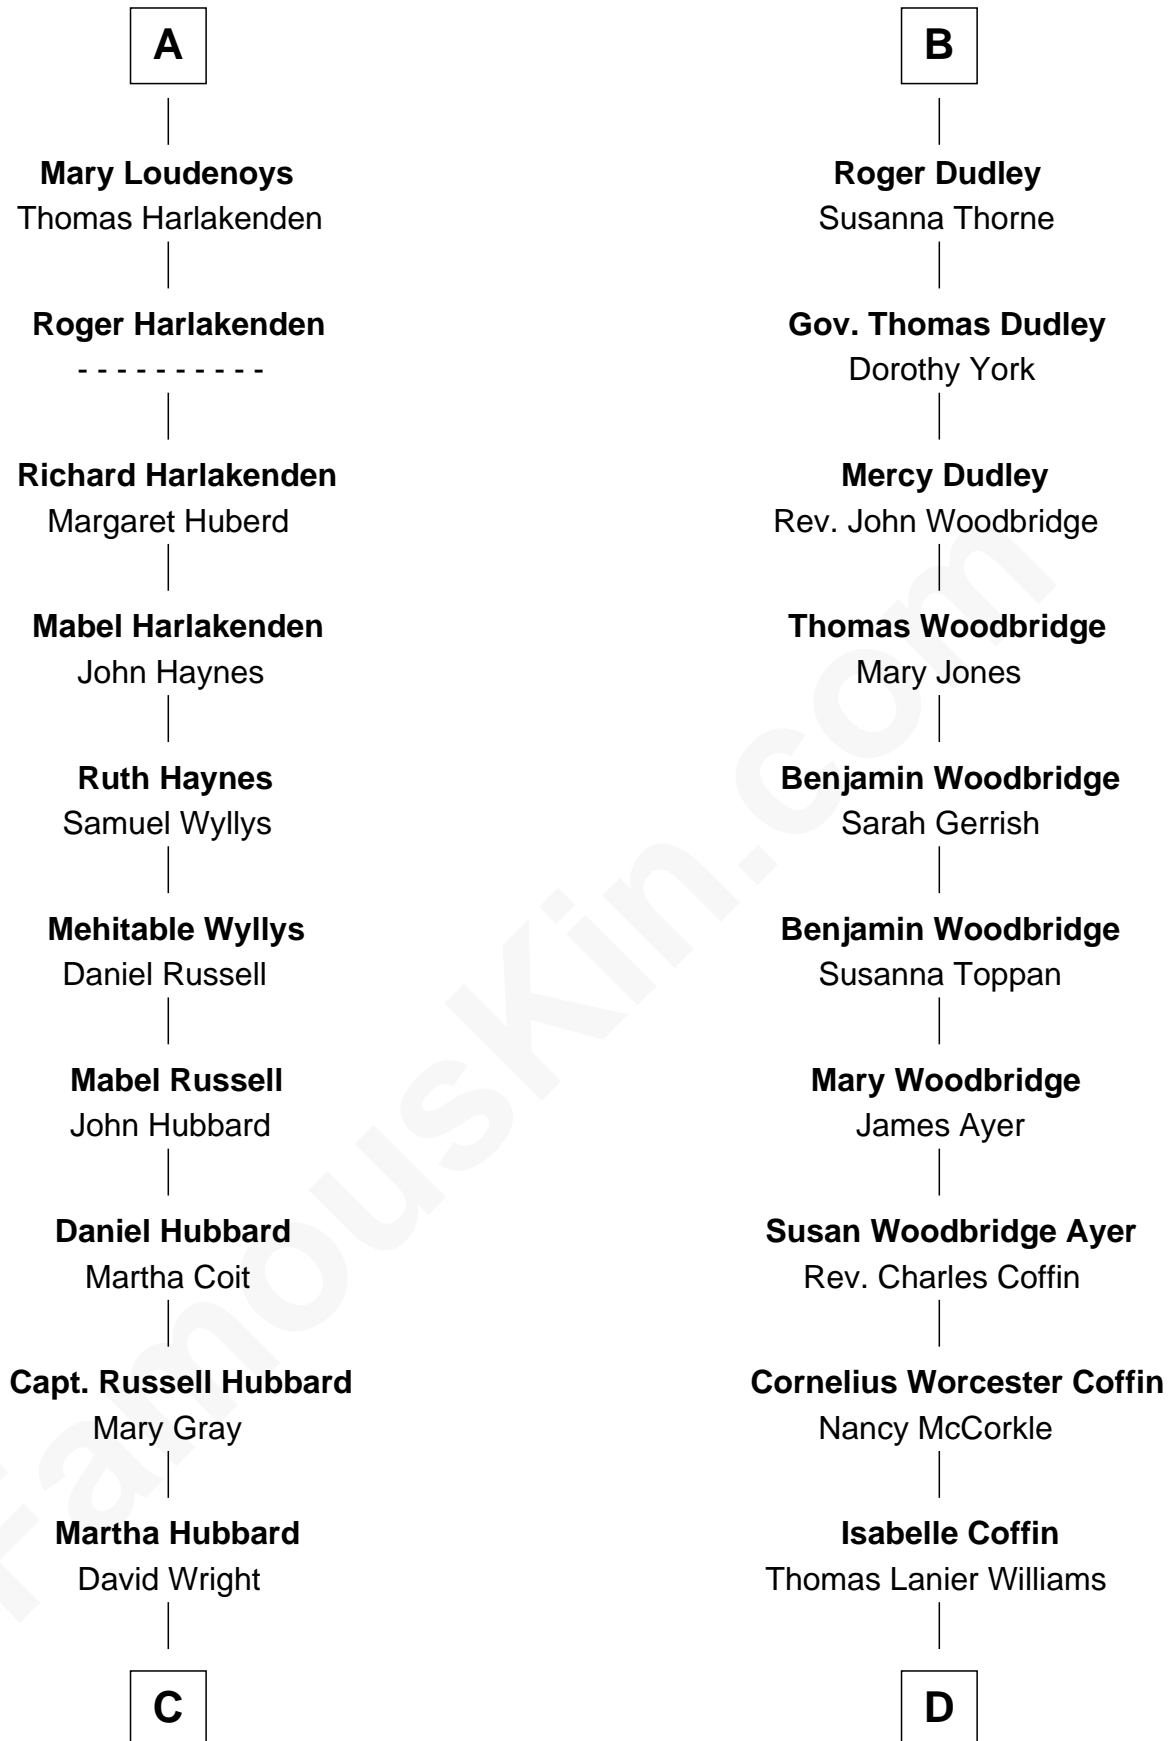 A
Mary Loudenoys
Thomas Harlakenden
Roger Harlakenden
- - - - - - - - - -
Richard Harlakenden
Margaret Huberd
Mabel Harlakenden
John Haynes
Ruth Haynes
Samuel Wyllys
Mehitable Wyllys
Daniel Russell
Mabel Russell
John Hubbard
Daniel Hubbard
Martha Coit
Capt. Russell Hubbard
Mary Gray
Martha Hubbard
David Wright
C
B
Roger Dudley
Susanna Thorne
Gov. Thomas Dudley
Dorothy York
Mercy Dudley
Rev. John Woodbridge
Thomas Woodbridge
Mary Jones
Benjamin Woodbridge
Sarah Gerrish
Benjamin Woodbridge
Susanna Toppan
Mary Woodbridge
James Ayer
Susan Woodbridge Ayer
Rev. Charles Coffin
Cornelius Worcester Coffin
Nancy McCorkle
Isabelle Coffin
Thomas Lanier Williams
D
FamousKin.com